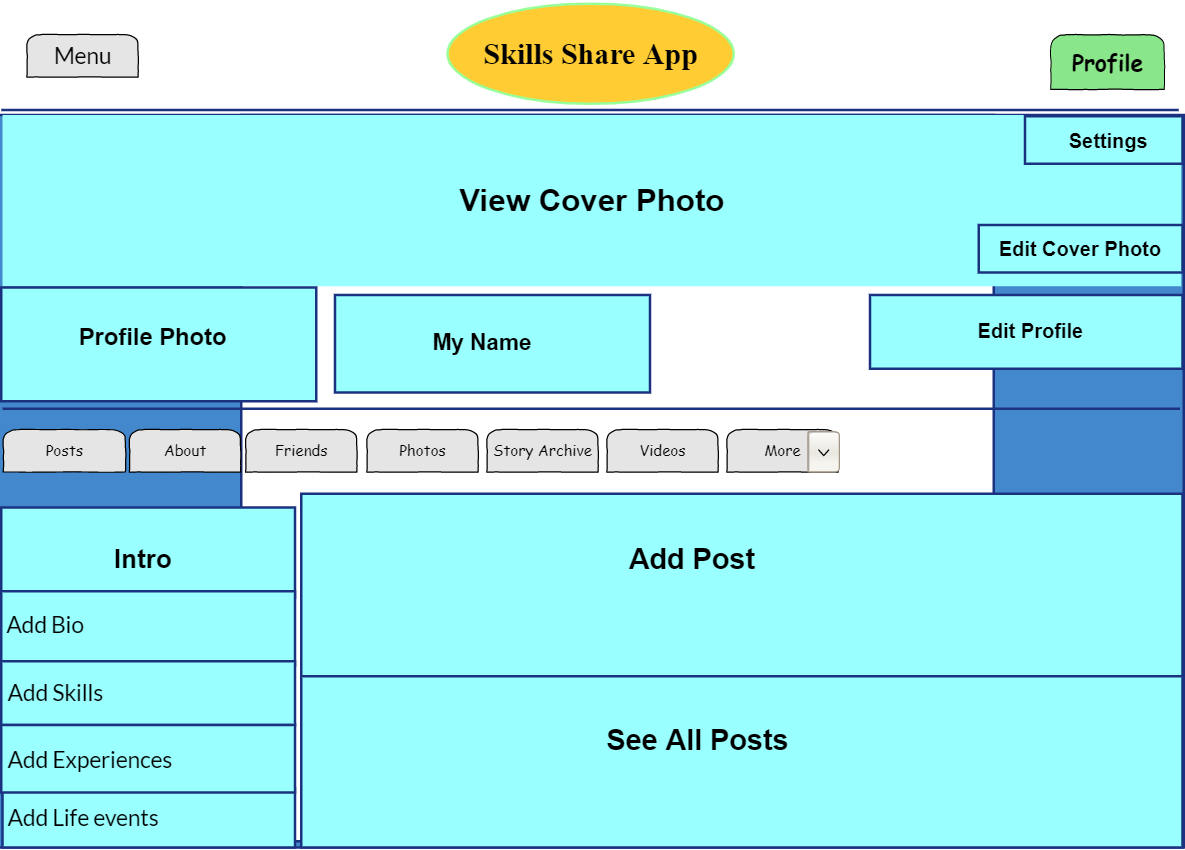 Menu
Skills Share App
Profile
Settings
View Cover Photo
Edit Cover Photo
Profile Photo
My Name
Edit Profile
Posts
About
Friends
Photos
Story Archive
Videos
More
Intro
Add Bio
Add Skills
Add Experiences
Add Life events
Add Post
See All Posts